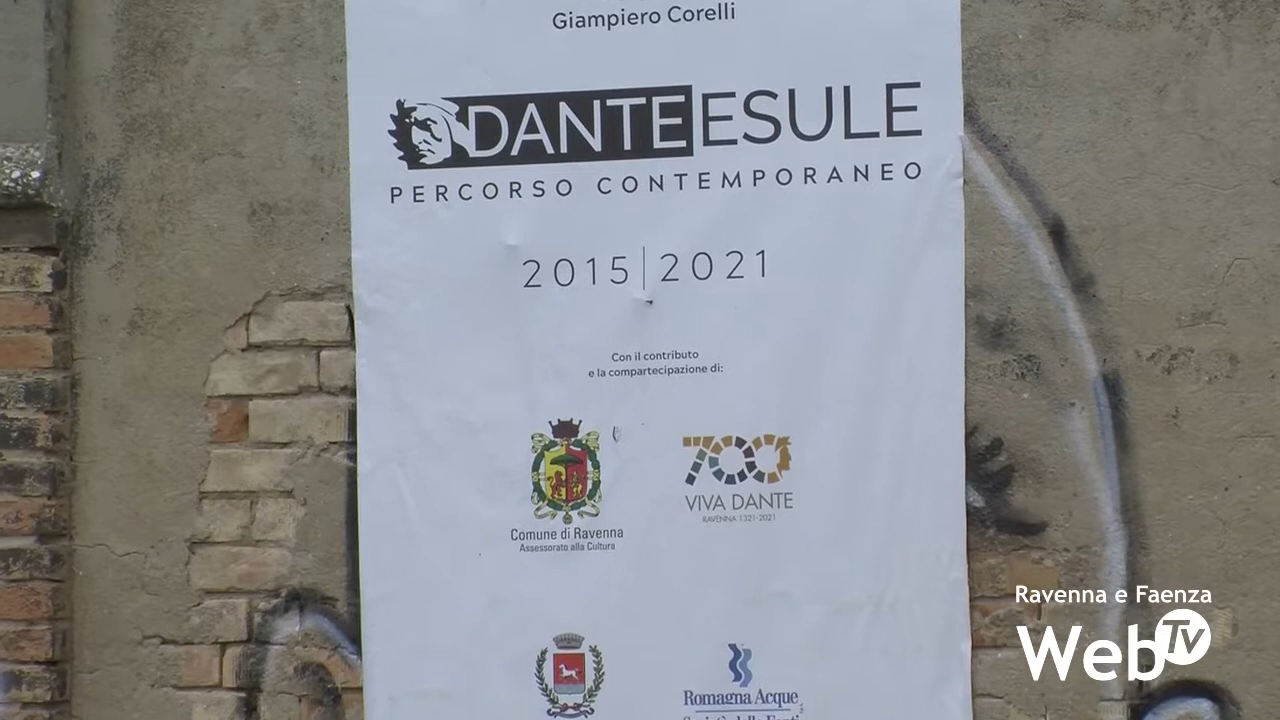 Giampiero Corelli
DANTE ESULE
PERCORSO CONTEMPORANEO
2015|2021
Con il contributo
e la compartecipazione di:
700
VIVA DANTE
RAVENNA 1321-2021
Comune di Ravenna
Assessorato alla Cultura
Romagna Acque
Ravenna e Faenza
Web Tv